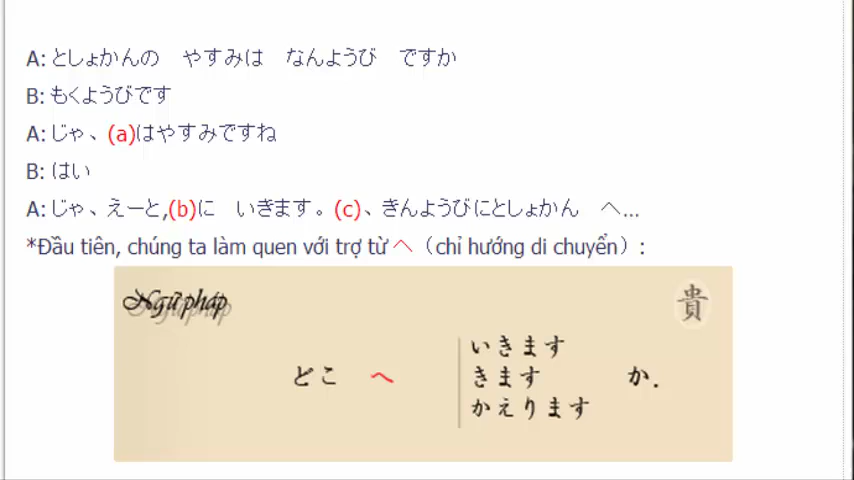 A: としょかんの　やすみは　なんようび　ですか
B: もくようびです
A: じゃ、(a)はやすみですね
B: はい
A: じゃ、えーと,(b)に　いきます。(c)、きんようびにとしょかん　へ...
*Đầu tiên, chúng ta làm quen với trợ từ へ（chỉ hướng di chuyển）:
Ngữ pháp
貴
いきます
どこ　へ　きます　か.
かえります